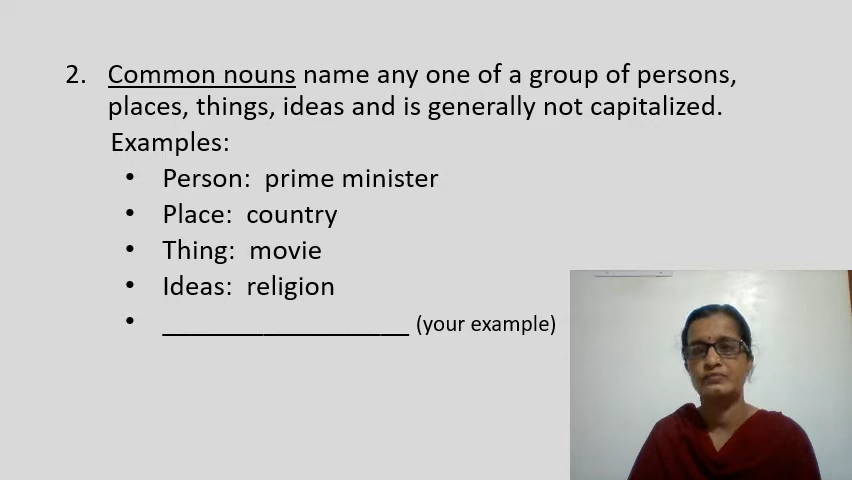 2. Common nouns name any one of a group of persons,
places, things, ideas and is generally not capitalized.
Examples:
• Person: prime minister
• Place: country
• Thing: movie
• Ideas: religion
• ___________________ (your example)